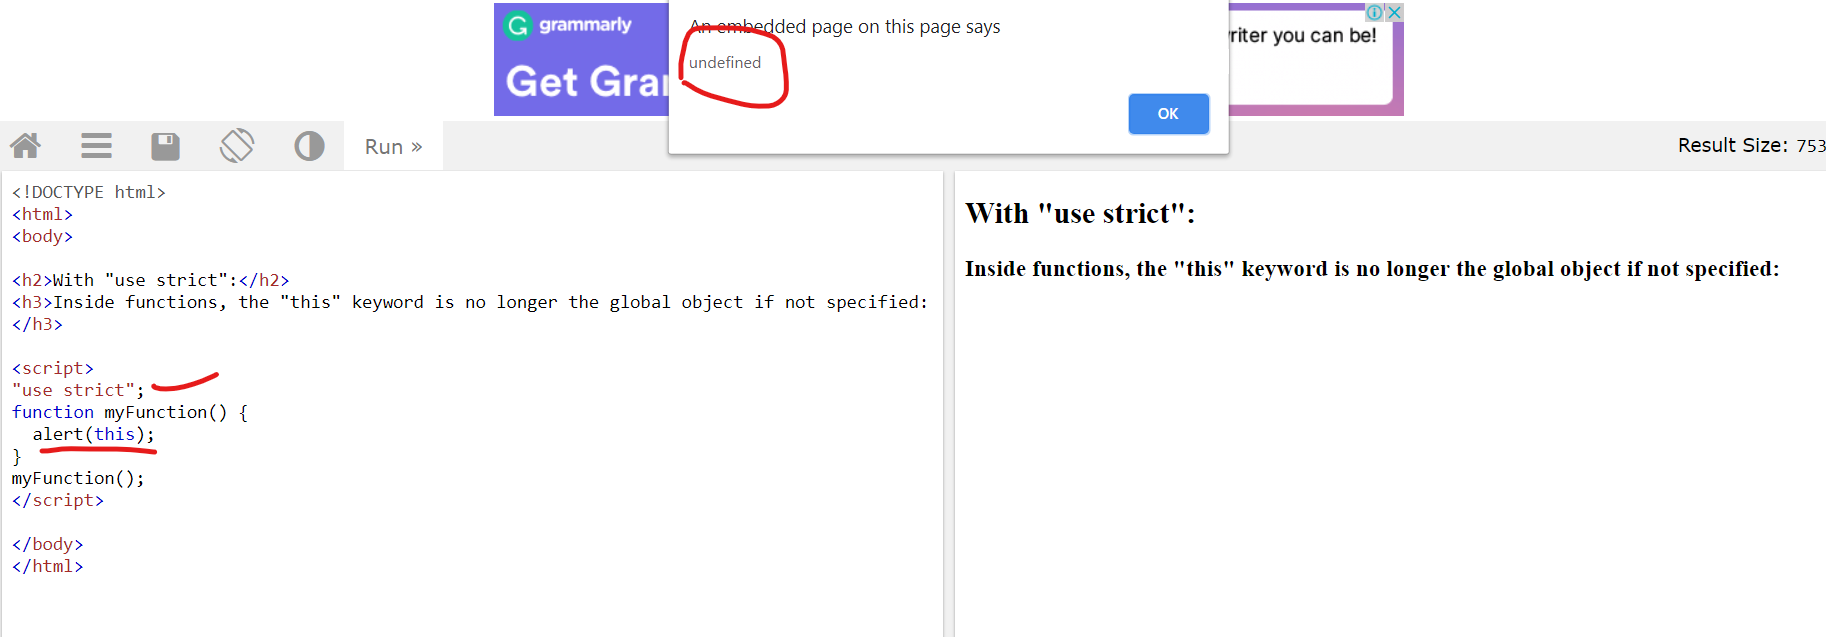 grammarly
Get Gra
An embedded page on this page says
undefined
OK
riter you can be!
Run »
Result Size: 753
<!DOCTYPE html>
<html>
<body>
<h2>With "use strict":</h2>
<h3>Inside functions, the "this" keyword is no longer the global object if not specified:
</h3>
<script>
"use strict";
function myFunction() {
alert(this);
}
myFunction();
</script>
</body>
</html>
With "use strict":
Inside functions, the "this" keyword is no longer the global object if not specified: